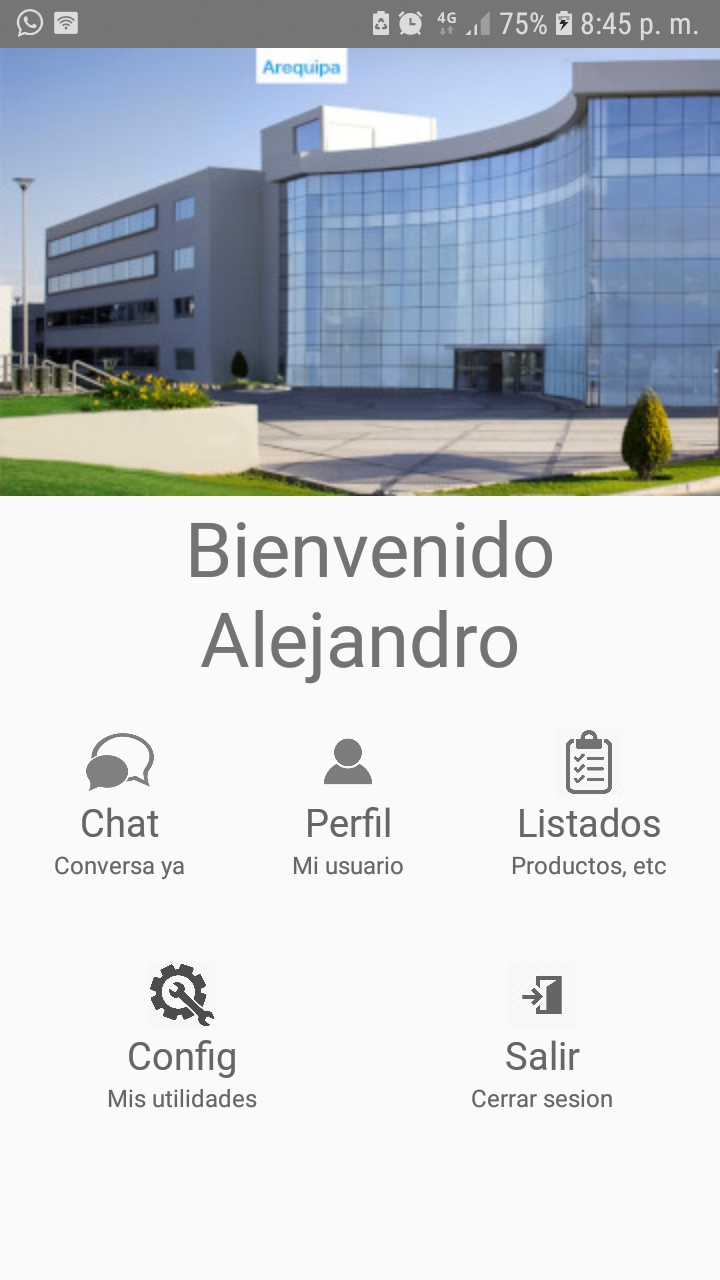 4G 75% 8:45 p. m.
Arequipa
Bienvenido
Alejandro
Chat Perfil Listados
Conversa ya Mi usuario Productos, etc
Config Salir
Mis utilidades Cerrar sesion